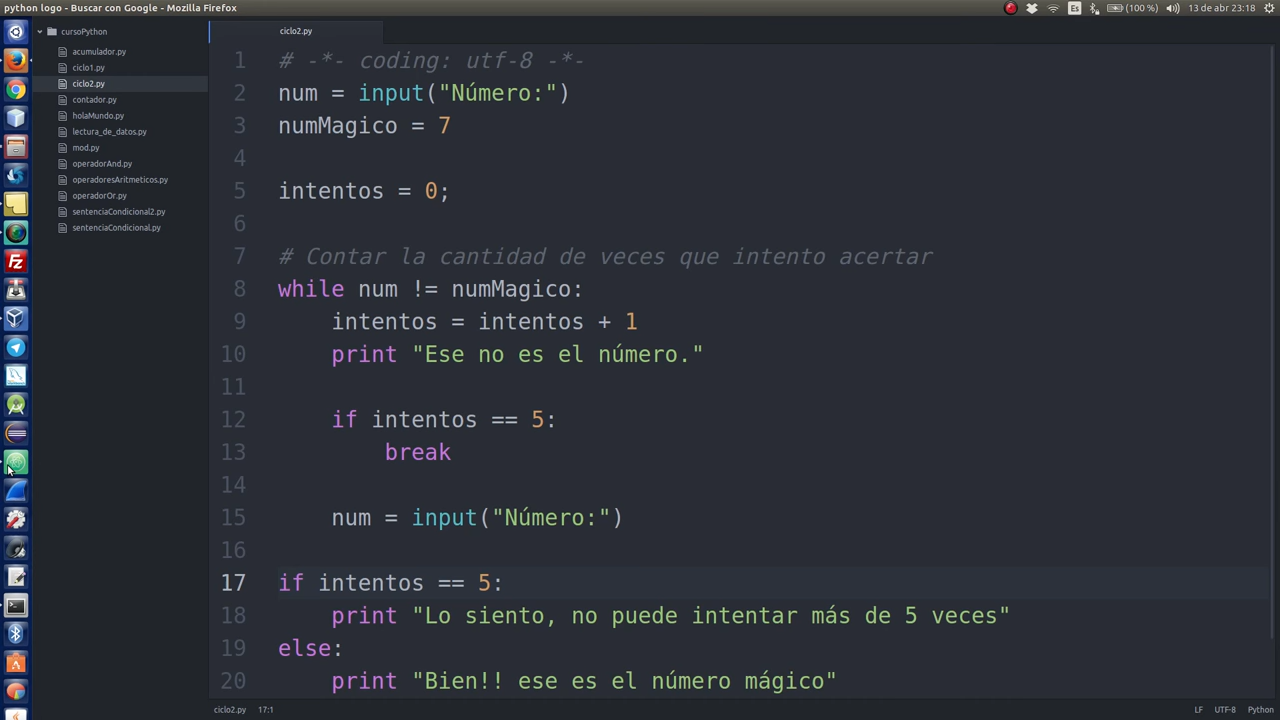 python logo - Buscar con Google - Mozilla Firefox
Es
(100 %)
13 de abr 23:18
cursoPython
acumulador.py
ciclo1.py
ciclo2.py
contador.py
holaMundo.py
lectura_de_datos.py
mod.py
operadorAnd.py
operadoresAritmeticos.py
operadorOr.py
sentenciaCondicional2.py
sentenciaCondicional.py
ciclo2.py
1 # -*- coding: utf-8 -*-
2 num = input("Número:")
3 numMagico = 7
4
5 intentos = 0;
6
7 # Contar la cantidad de veces que intento acertar
8 while num != numMagico:
9 intentos = intentos + 1
10 print "Ese no es el número."
11
12 if intentos == 5:
13 break
14
15 num = input("Número:")
16
17 if intentos == 5:
18 print "Lo siento, no puede intentar más de 5 veces"
19 else:
20 print "Bien!! ese es el número mágico"
ciclo2.py 17:1
LF UTF-8 Python